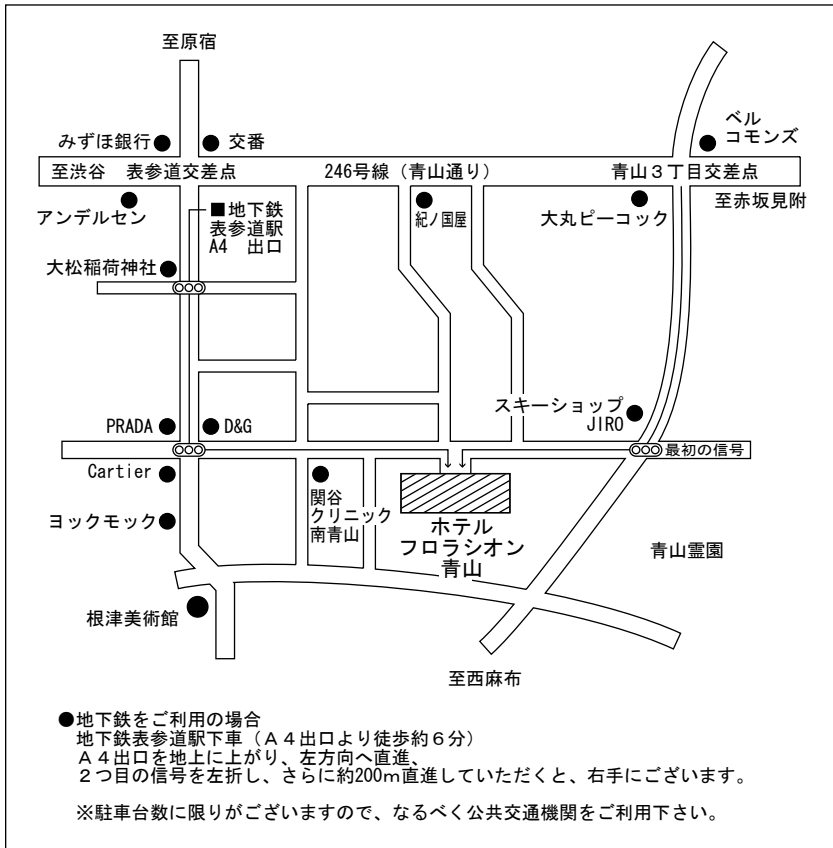 至原宿
みずほ銀行
交番
ベル
コモンズ
至渋谷
表参道交差点
246号線（青山通り）
青山３丁目交差点
至赤坂見附
アンデルセン
■地下鉄
表参道駅
A4 出口
紀ノ国屋
大丸ピーコック
大松稲荷神社
PRADA
D&G
スキーショップ
JIRO
最初の信号
Cartier
関谷
クリニック
南青山
ヨックモック
ホテル
フロラシオン
青山
青山霊園
根津美術館
至西麻布
●地下鉄をご利用の場合
地下鉄表参道駅下車（Ａ４出口より徒歩約６分）
Ａ４出口を地上に上がり、左方向へ直進、
２つ目の信号を左折し、さらに約200ｍ直進していただくと、右手にございます。
※駐車台数に限りがございますので、なるべく公共交通機関をご利用下さい。